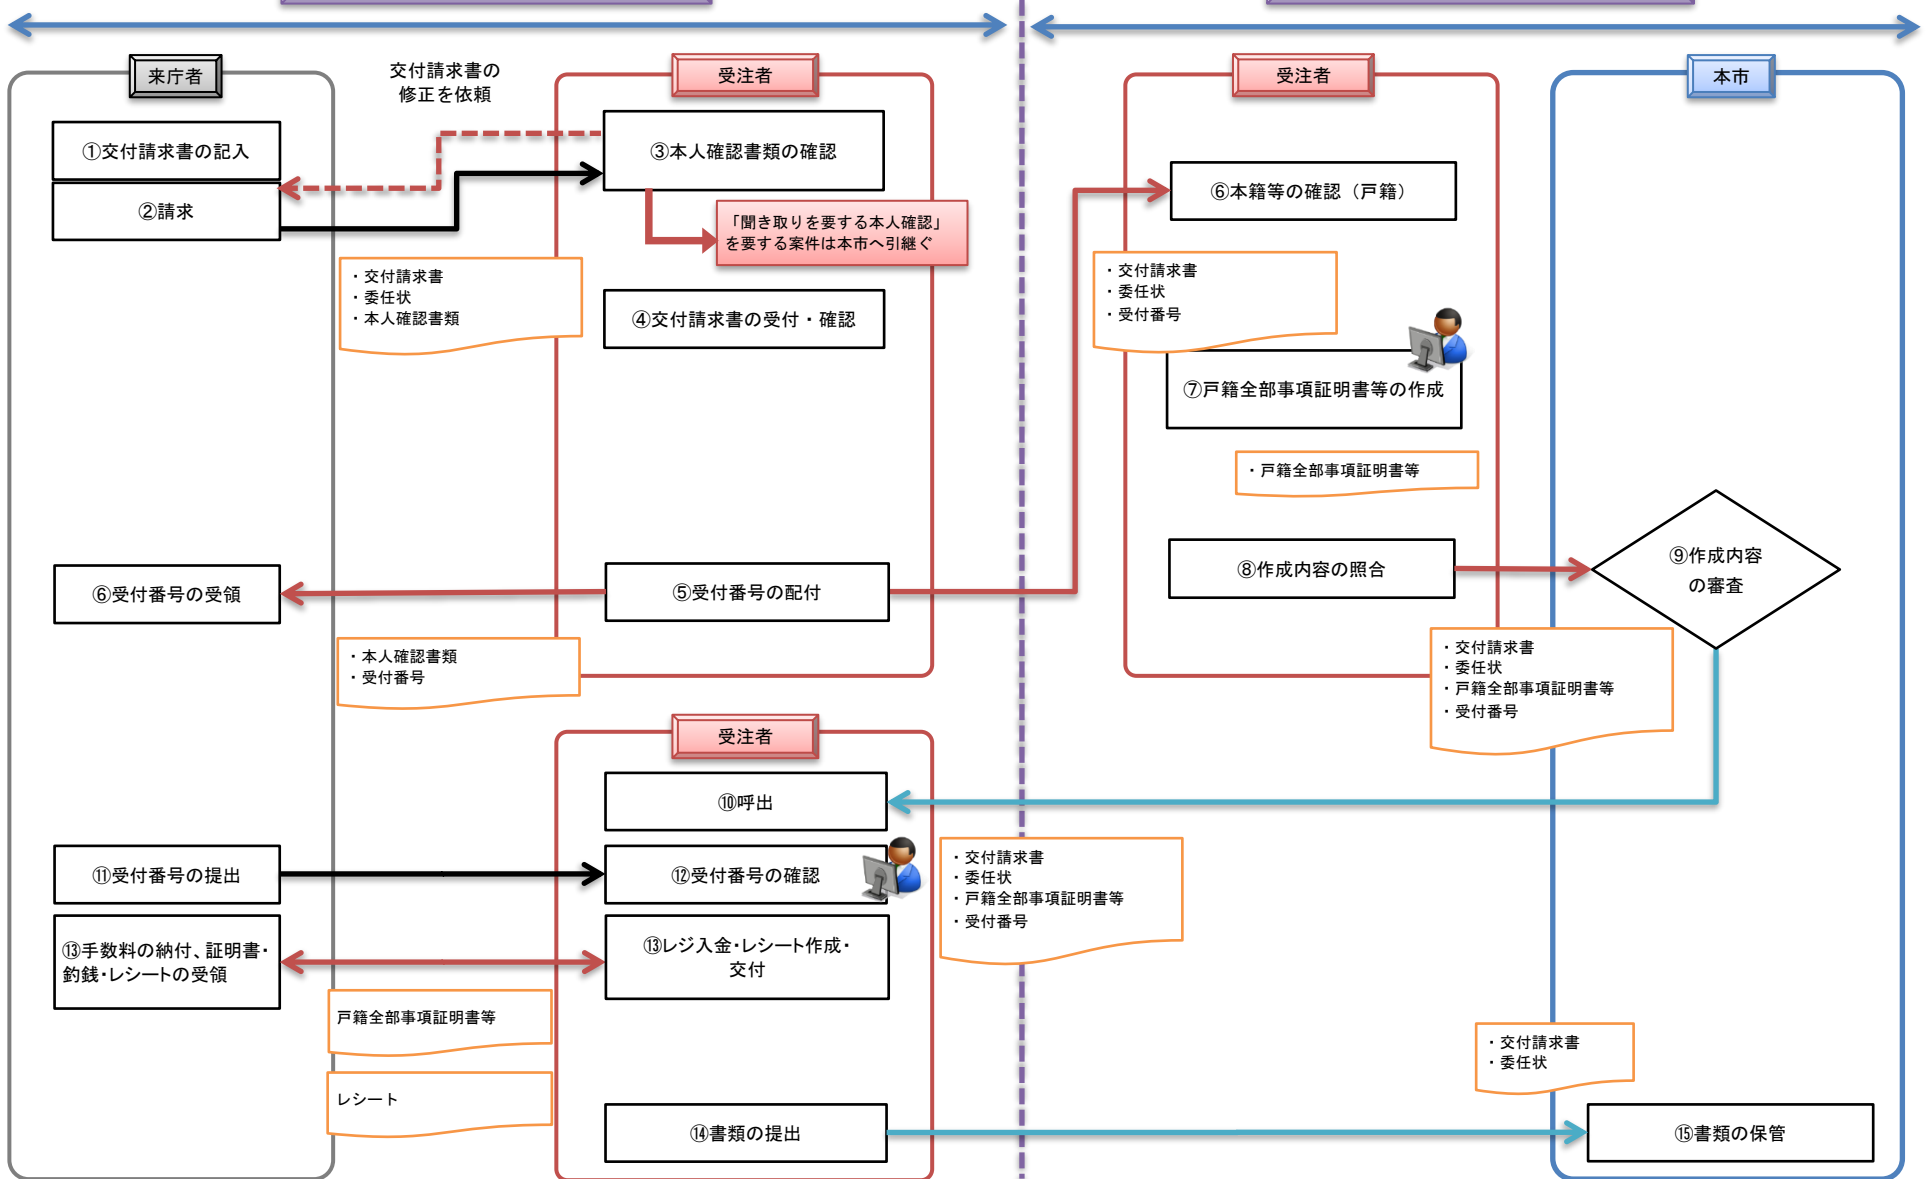 来庁者
交付請求書の
修正を依頼
受注者
受注者
本市
①交付請求書の記入
②請求
③本人確認書類の確認
「聞き取りを要する本人確認」
を要する案件は本市へ引継ぐ
・交付請求書
・委任状
・本人確認書類
④交付請求書の受付・確認
⑥本籍等の確認（戸籍）
・交付請求書
・委任状
・受付番号
⑦戸籍全部事項証明書等の作成
・戸籍全部事項証明書等
⑥受付番号の受領
⑤受付番号の配付
⑧作成内容の照合
⑨作成内容
の審査
・本人確認書類
・受付番号
・交付請求書
・委任状
・戸籍全部事項証明書等
・受付番号
受注者
⑩呼出
⑪受付番号の提出
⑫受付番号の確認
・交付請求書
・委任状
・戸籍全部事項証明書等
・受付番号
⑬手数料の納付、証明書・
釣銭・レシートの受領
⑬レジ入金・レシート作成・
交付
戸籍全部事項証明書等
レシート
・交付請求書
・委任状
⑭書類の提出
⑮書類の保管